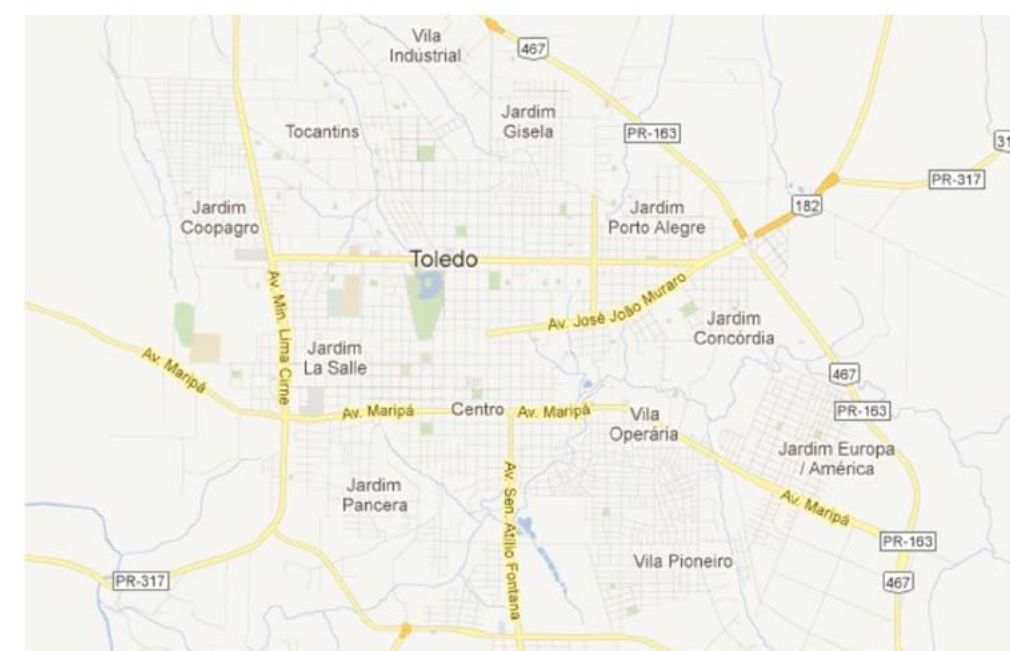 Vila
Indústrial
467
Jardim
Gisela
Tocantins
PR-163
31
PR-317
182
Jardim
Coopagro
Jardim
Porto Alegre
Toledo
Av. Min. Lima Cirne
Av. José João Muraro
Jardim
Concórdia
Jardim
La Salle
Av. Maripá
467
PR-163
Av. Maripá
Centro
Av. Maripá
Vila
Operária
Jardim Europa
/ América
Jardim
Pancera
Av. Sen. Atílio Fontana
Av. Maripá
PR-163
Vila Pioneiro
PR-317
467